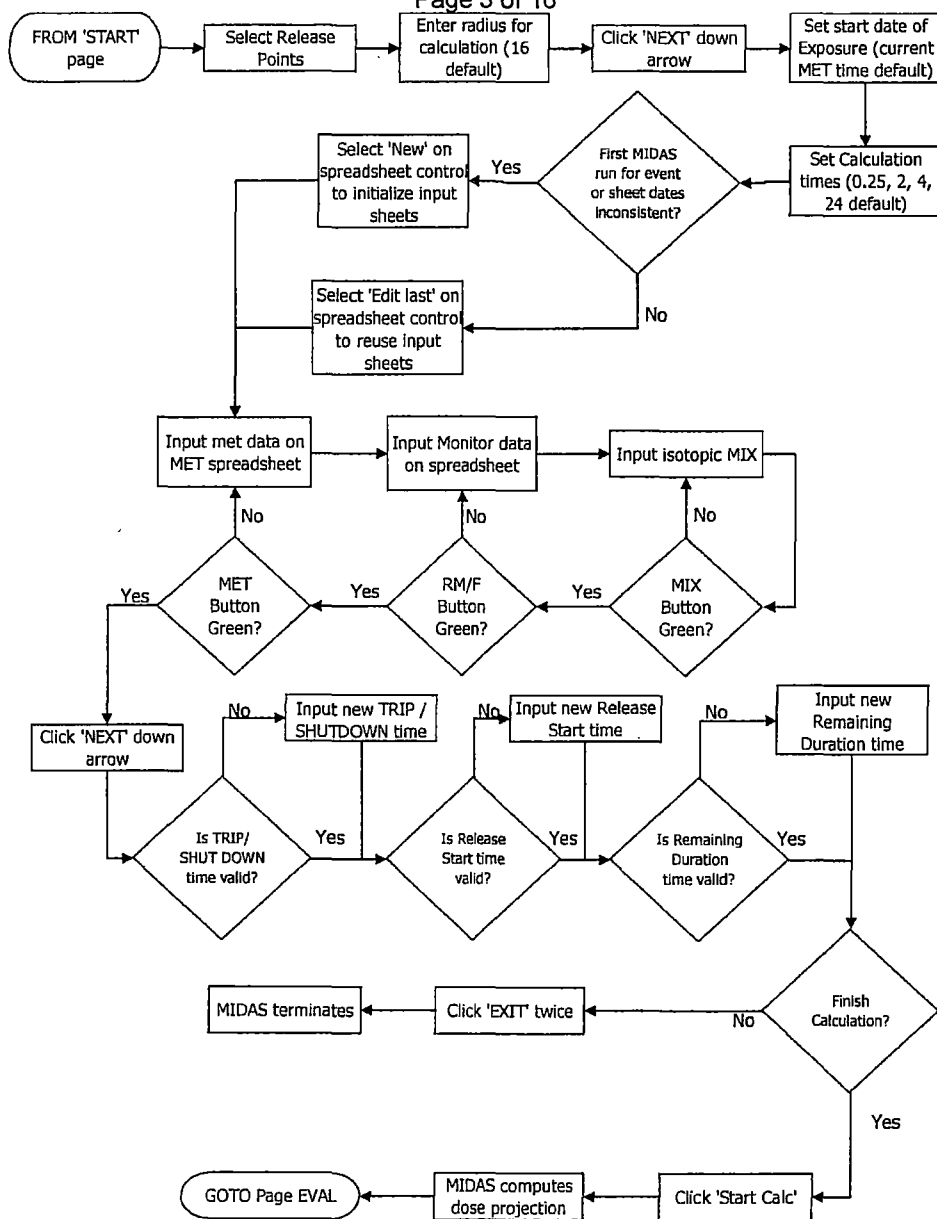 Page 3 of 16
FROM 'START'
page
Select Release
Points
Enter radius for
calculation (16
default)
Click 'NEXT' down
arrow
Set start date of
Exposure (current
MET time default)
Select 'New' on
spreadsheet control
to initialize input
sheets
Yes
First MIDAS
run for event
or sheet dates
inconsistent?
Set Calculation
times (0.25, 2, 4,
24 default)
Select 'Edit last' on
spreadsheet control
to reuse input
sheets
No
Input met data on
MET spreadsheet
Input Monitor data
on spreadsheet
Input isotopic MIX
No
No
No
Yes
MET
Button
Green?
Yes
RM/F
Button
Green?
Yes
MIX
Button
Green?
Click 'NEXT' down
arrow
No
Input new TRIP /
SHUTDOWN time
No
Input new Release
Start time
No
Input new
Remaining
Duration time
Is TRIP/
SHUT DOWN
time valid?
Yes
Is Release
Start time
valid?
Yes
Is Remaining
Duration
time valid?
Yes
MIDAS terminates
Click 'EXIT' twice
No
Finish
Calculation?
Yes
GOTO Page EVAL
MIDAS computes
dose projection
Click 'Start Calc'